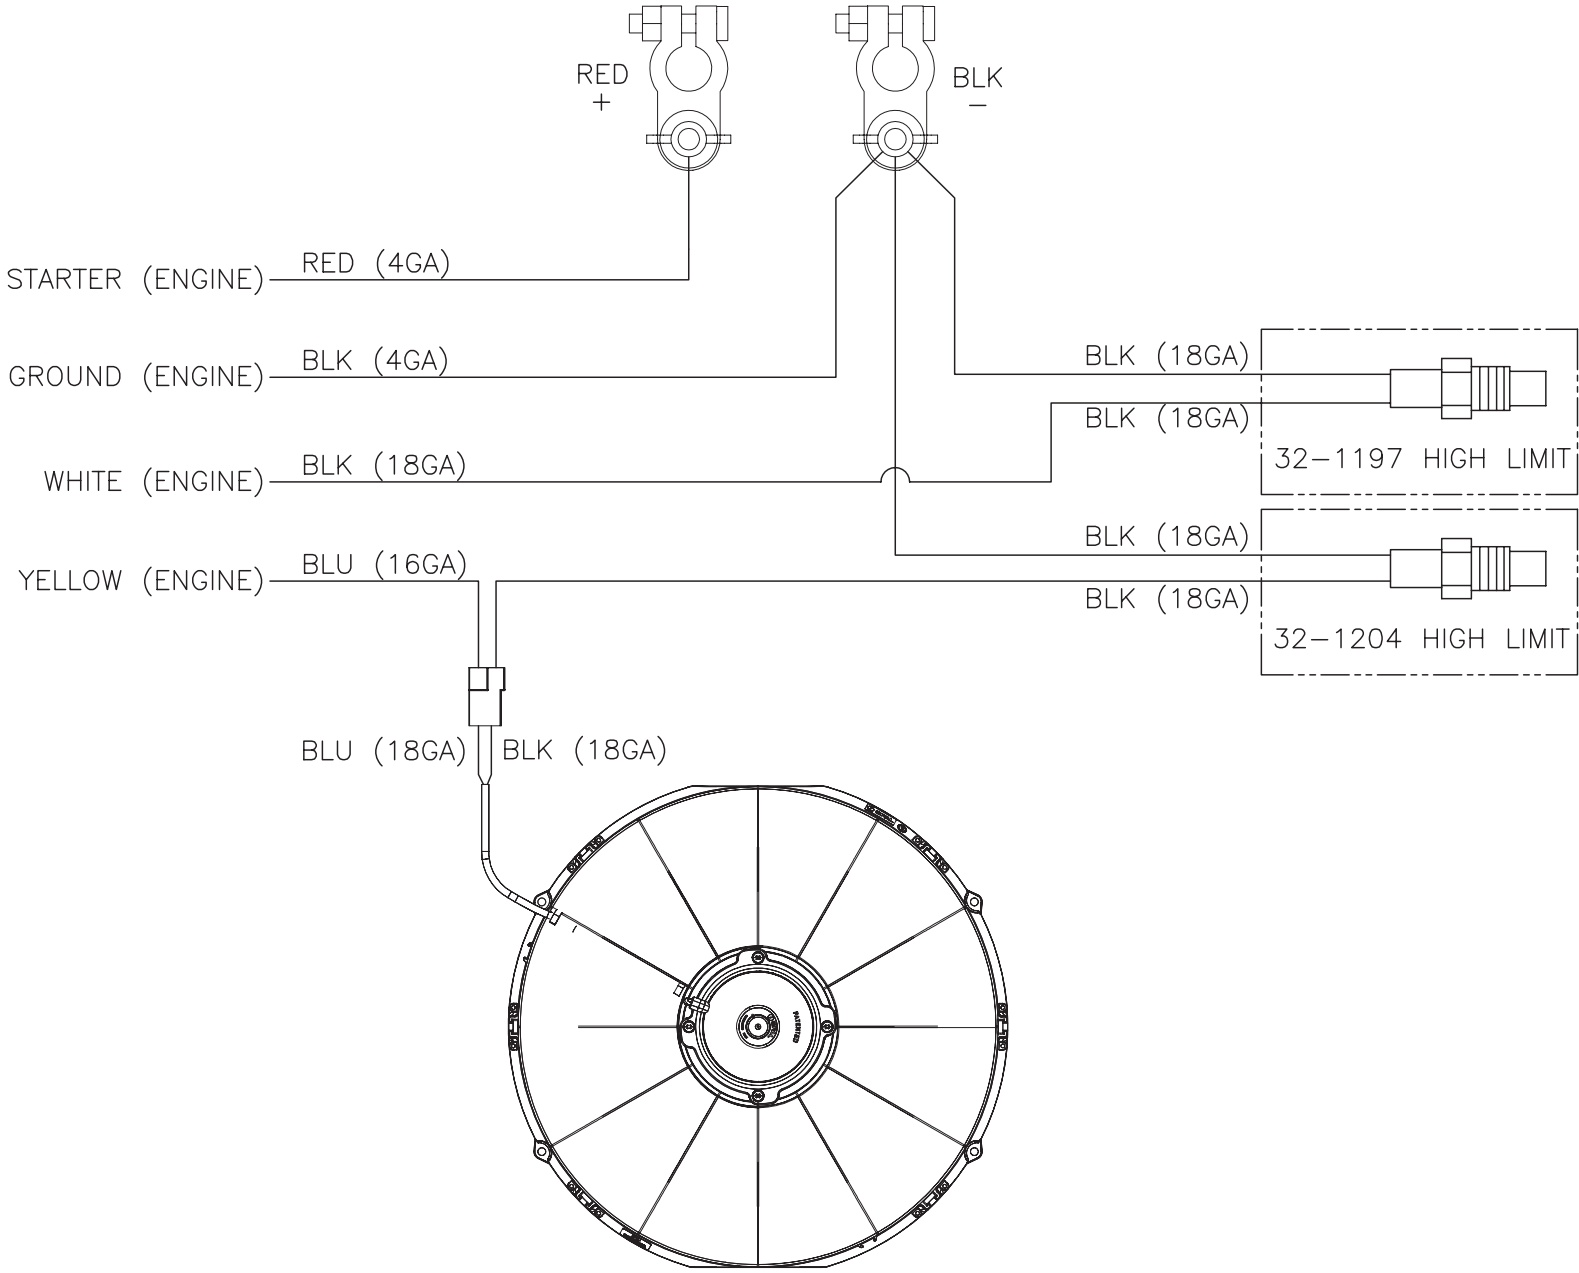 RED
+
BLK
−
RED (4GA)
STARTER (ENGINE)
BLK (4GA)
GROUND (ENGINE)
BLK (18GA)
BLK (18GA)
32-1197 HIGH LIMIT
BLK (18GA)
WHITE (ENGINE)
BLK (18GA)
BLU (16GA)
YELLOW (ENGINE)
BLK (18GA)
32-1204 HIGH LIMIT
BLU (18GA)
BLK (18GA)
PATENTED